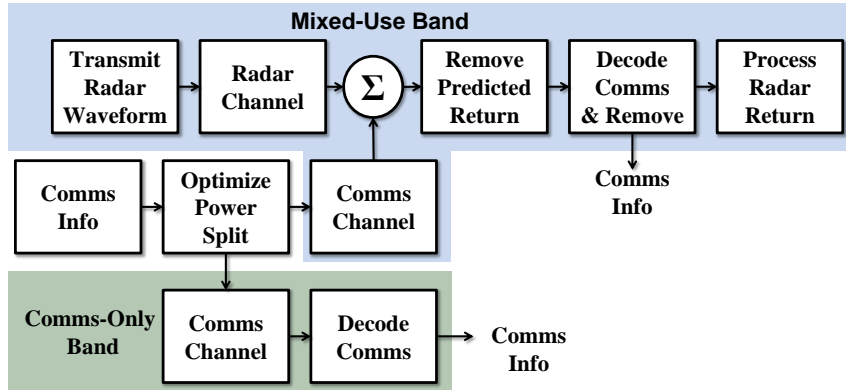 Mixed-Use Band
Transmit
Radar
Waveform
Radar
Channel
Σ
Remove
Predicted
Return
Decode
Comms
& Remove
Process
Radar
Return
Comms
Info
Optimize
Power
Split
Comms
Channel
Comms
Info
Comms-Only
Band
Comms
Channel
Decode
Comms
Comms
Info